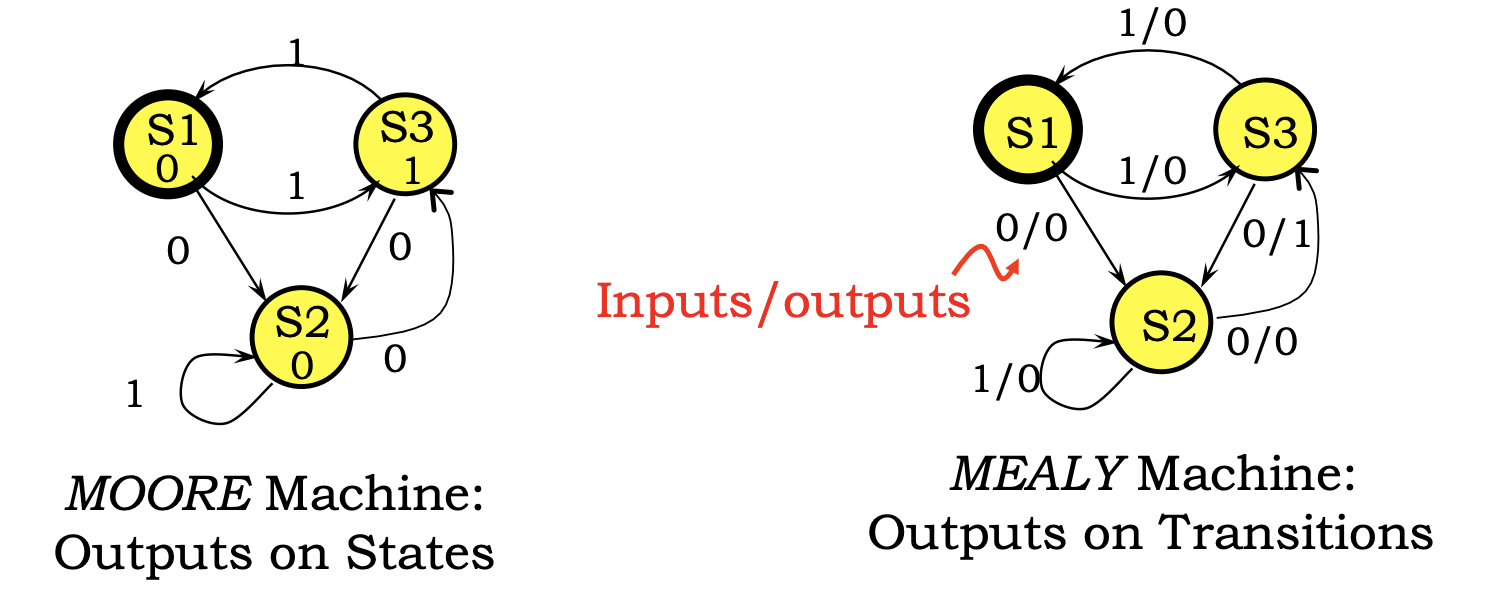 1
S1
0
S3
1
1
0
0
S2
0
0
1
MOORE Machine:
Outputs on States
Inputs/outputs
1/0
S1
S3
1/0
0/0
0/1
S2
0/0
1/0
MEALY Machine:
Outputs on Transitions